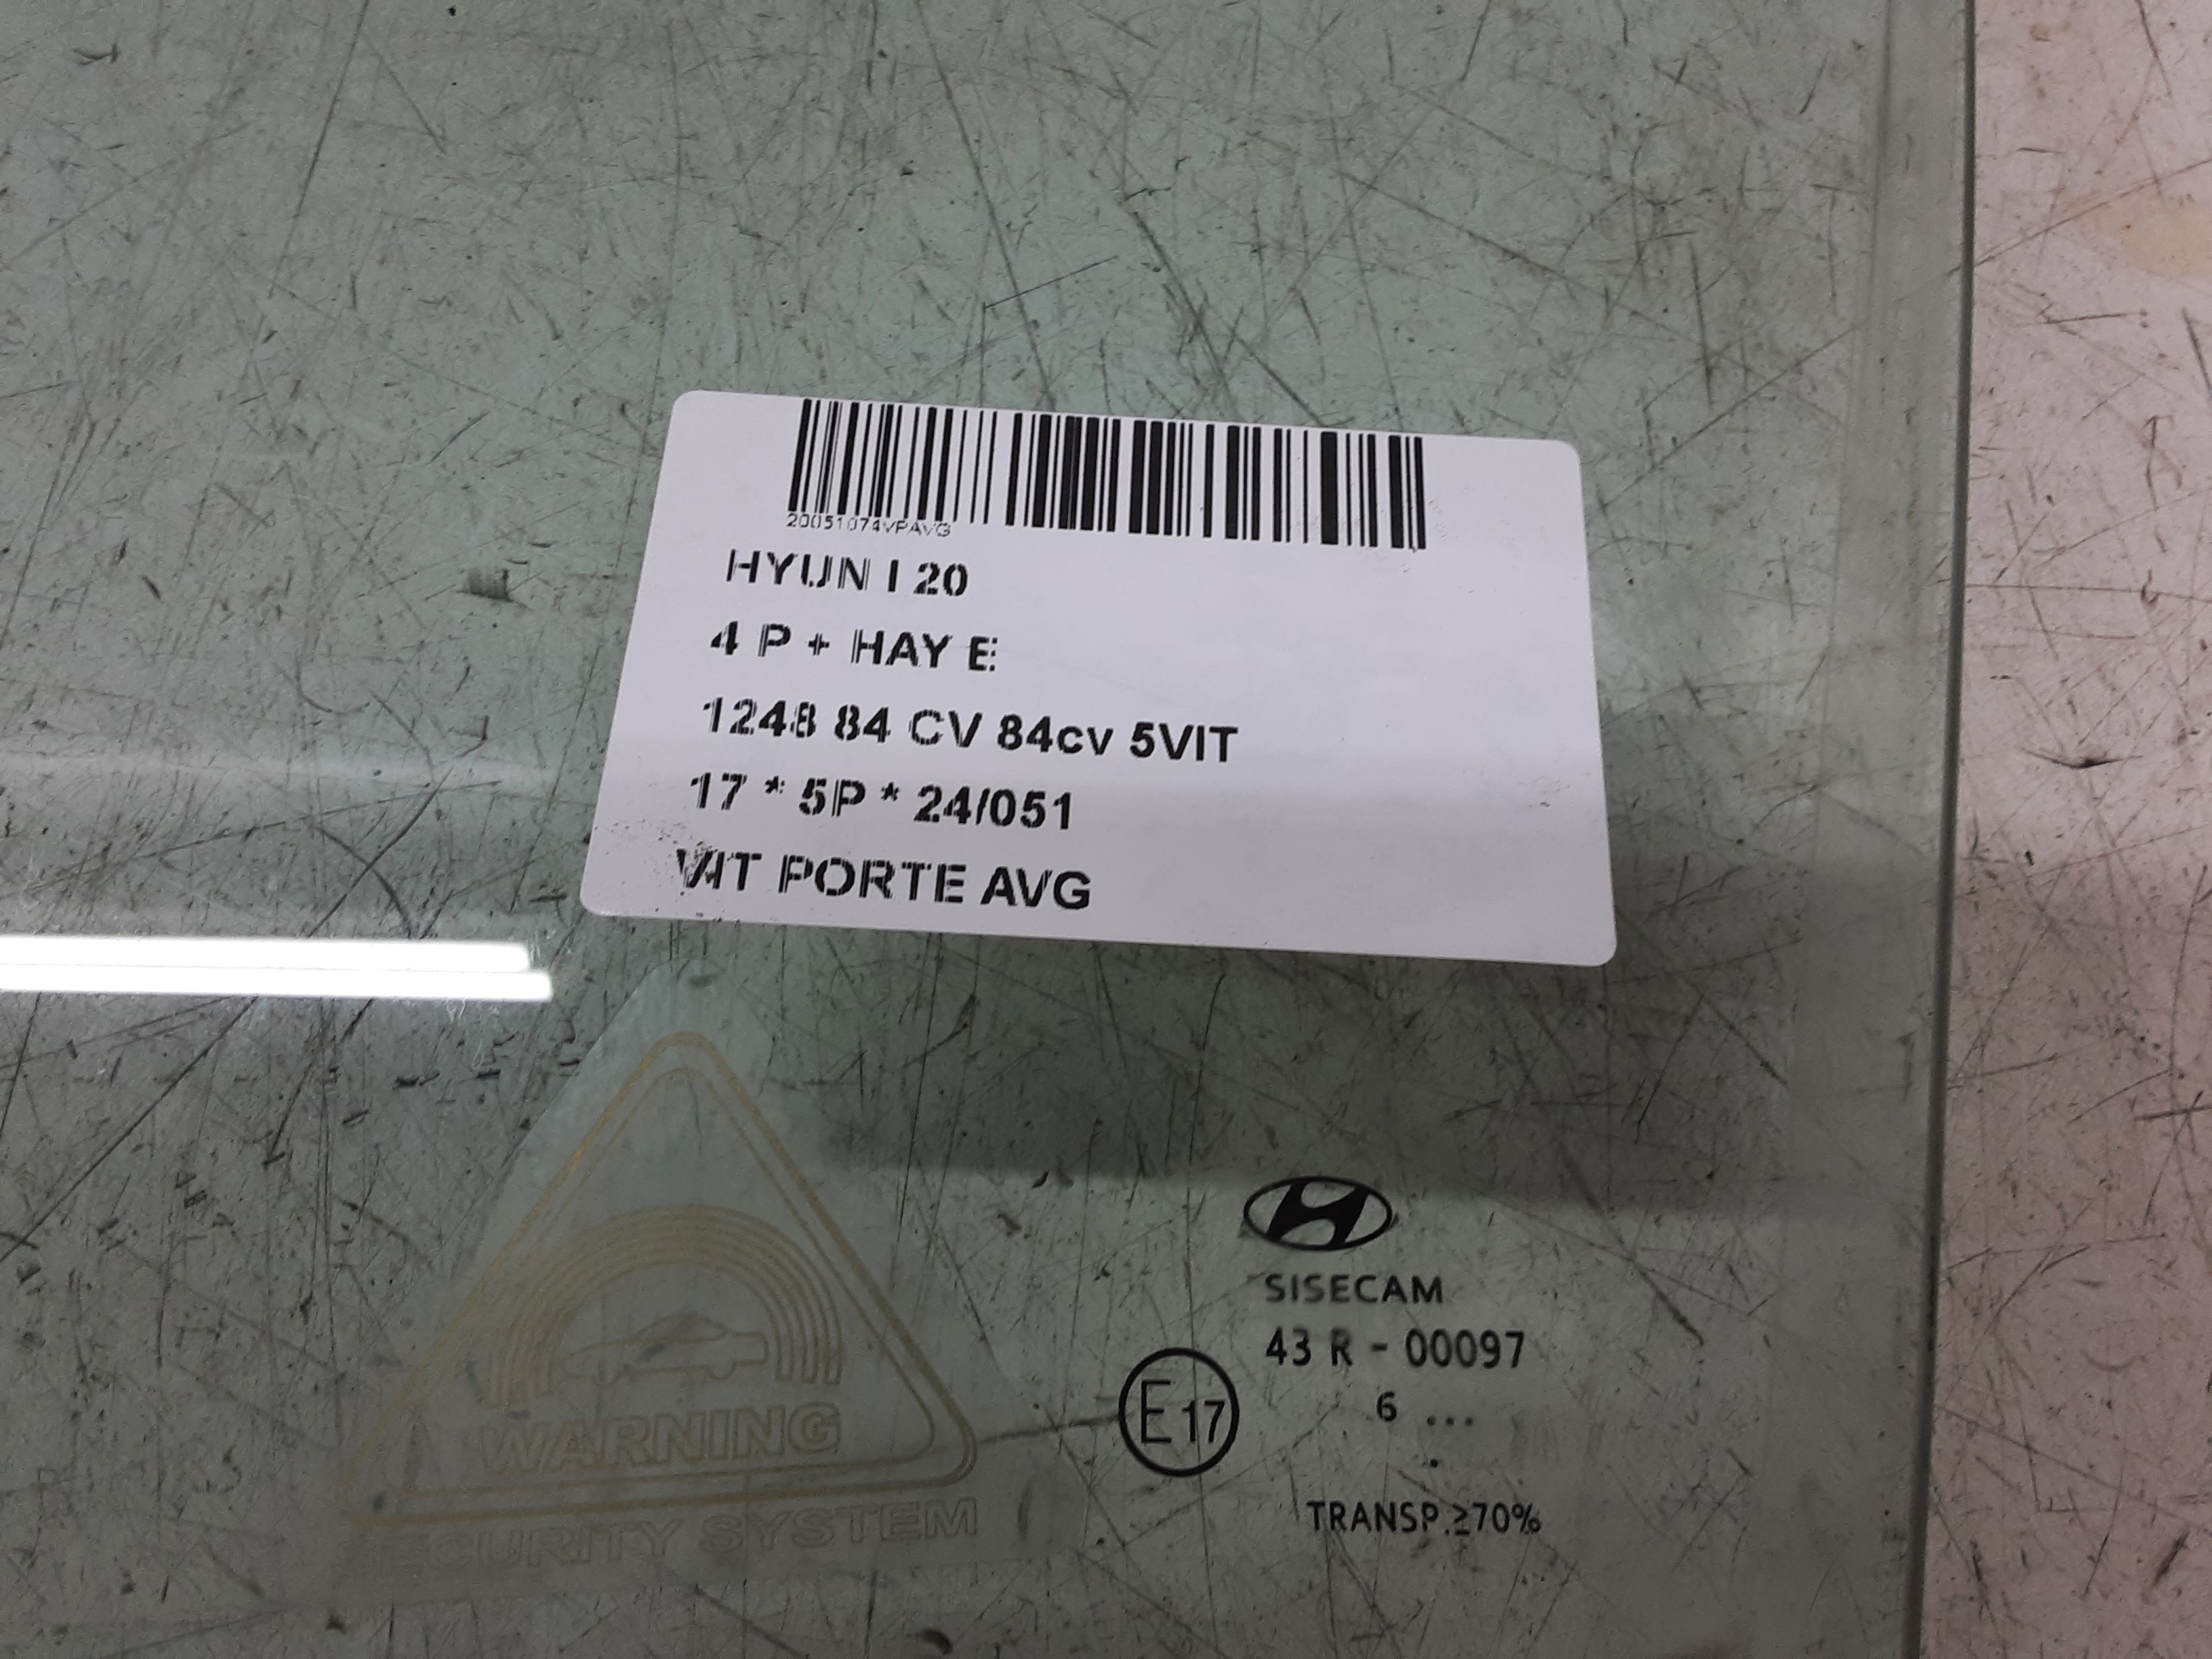 20051074VPAVG
HYUN I 20
4 P + HAY E
1248 84 CV 84cv 5VIT
17 * 5P * 24/051
VIT PORTE AVG
SISECAM
43 R - 00097
E17
6 ...
.
TRANSP.≥70%
WARNING
SECURITY SYSTEM